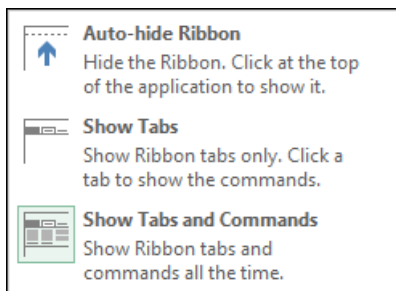 Auto-hide Ribbon
Hide the Ribbon. Click at the top
of the application to show it.
Show Tabs
Show Ribbon tabs only. Click a
tab to show the commands.
Show Tabs and Commands
Show Ribbon tabs and
commands all the time.